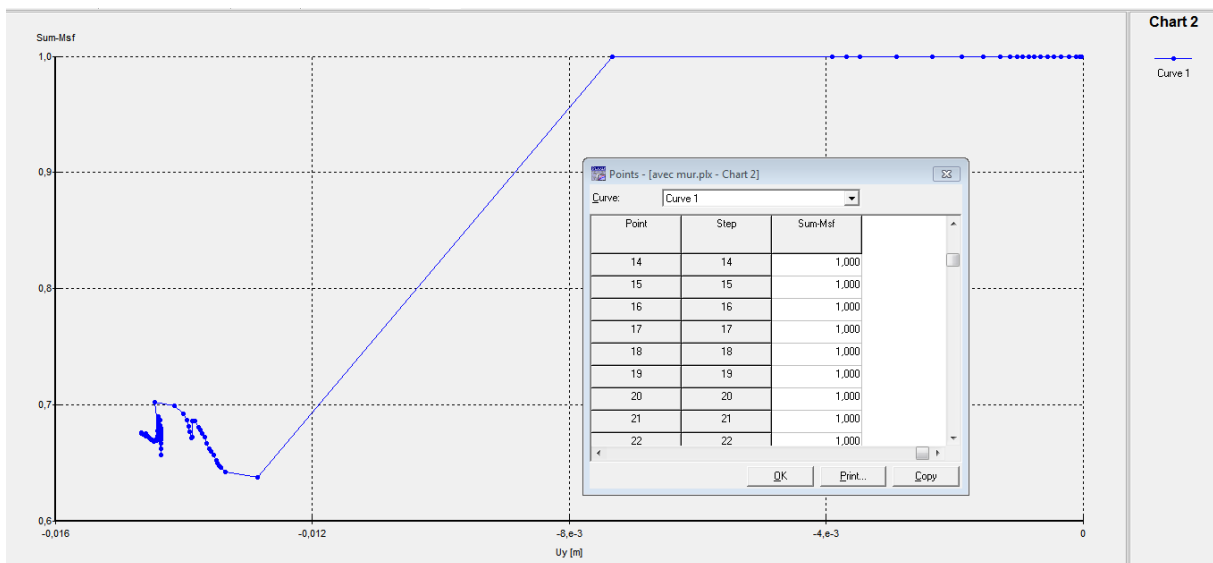 Chart 2
Sum-Msf
Curve 1
1,0
0,9
0,8
0,7
0,6
-0,016
-0,012
-8,e-3
-4,e-3
0
Uy [m]
Points - [avec mur.plx - Chart 2]
Curve: Curve 1
Point Step Sum-Msf
14 14 1,000
15 15 1,000
16 16 1,000
17 17 1,000
18 18 1,000
19 19 1,000
20 20 1,000
21 21 1,000
22 22 1,000
OK Print... Copy